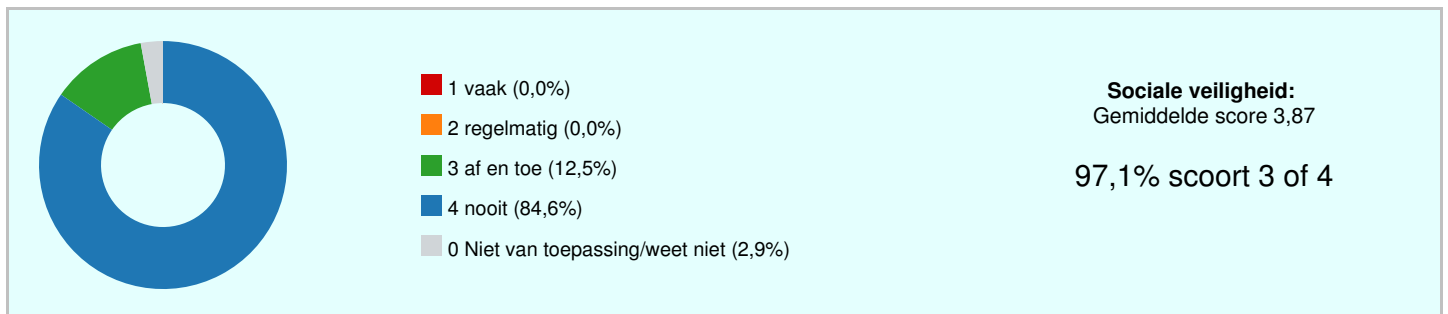 1 vaak (0,0%)
2 regelmatig (0,0%)
3 af en toe (12,5%)
4 nooit (84,6%)
0 Niet van toepassing/weet niet (2,9%)
Sociale veiligheid:
Gemiddelde score 3,87
97,1% scoort 3 of 4